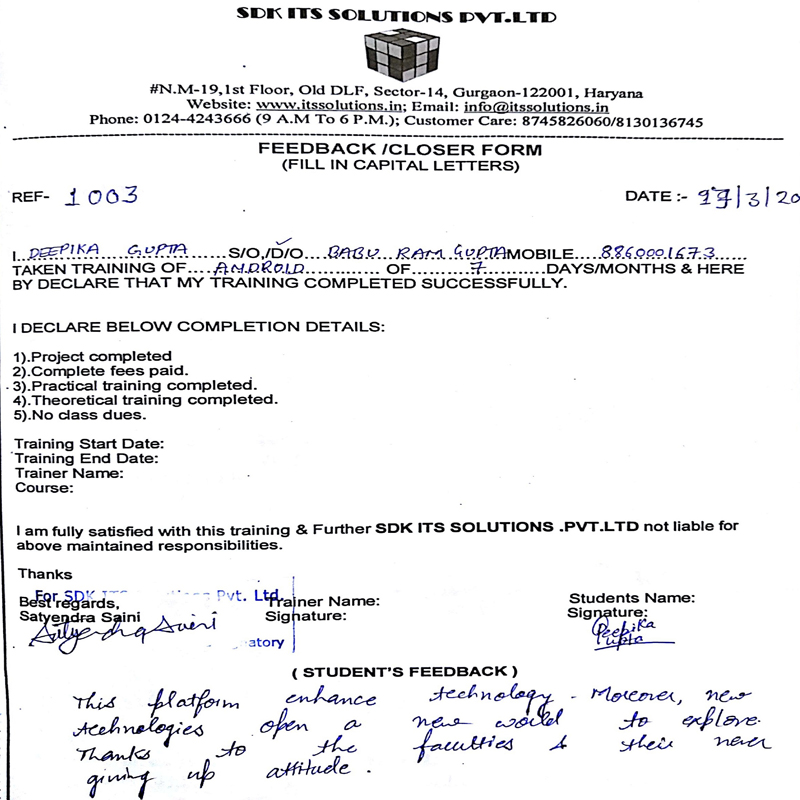 SDK ITS SOLUTIONS PVT.LTD
#N.M-19,1st Floor, Old DLF, Sector-14, Gurgaon-122001, Haryana
Website: www.itssolutions.in; Email: info@itssolutions.in
Phone: 0124-4243666 (9 A.M To 6 P.M.); Customer Care: 8745826060/8130136745
FEEDBACK /CLOSER FORM
(FILL IN CAPITAL LETTERS)
REF- 1003 DATE :- /3/20
I...DEEPIKA GUPTA......S/O,/D/O...BABU RAM GUPTA MOBILE....8860001673......
TAKEN TRAINING OF....ANDROID............. OF.........7..........DAYS/MONTHS & HERE
BY DECLARE THAT MY TRAINING COMPLETED SUCCESSFULLY.
I DECLARE BELOW COMPLETION DETAILS:
1).Project completed
2).Complete fees paid.
3).Practical training completed.
4).Theoretical training completed.
5).No class dues.
Training Start Date:
Training End Date:
Trainer Name:
Course:
I am fully satisfied with this training & Further SDK ITS SOLUTIONS .PVT.LTD not liable for
above maintained responsibilities.
Thanks
For SDK ITS Pvt. Ltd.
Best regards, Trainer Name: Students Name:
Satyendra Saini Signature: Signature:
Satyendra Saini Deepika
Gupta
atory
( STUDENT'S FEEDBACK )
This platform enhance technology. Moreover, new
technologies open a new world to explore.
Thanks to the faculties & their never
giving up attitude.